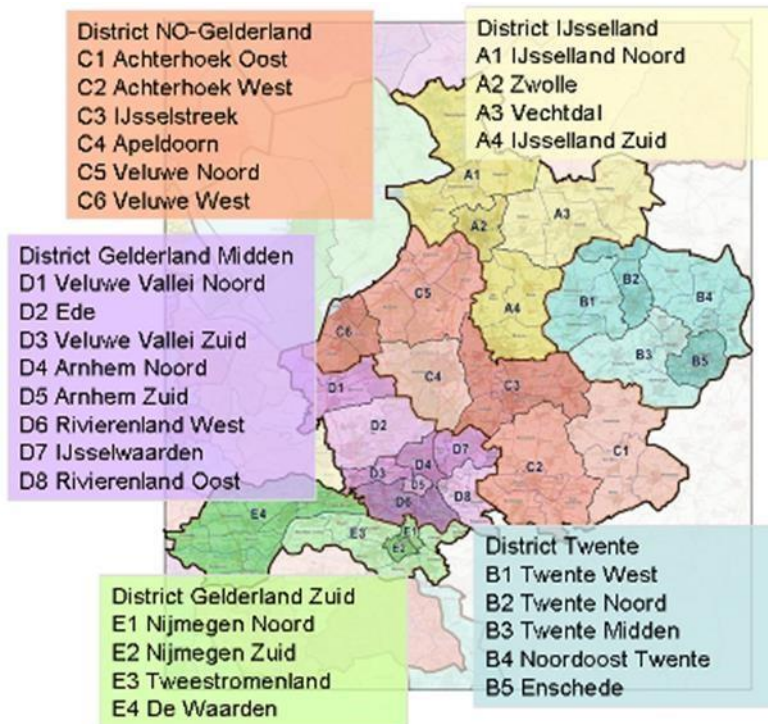 District NO-Gelderland
C1 Achterhoek Oost
C2 Achterhoek West
C3 IJsselstreek
C4 Apeldoorn
C5 Veluwe Noord
C6 Veluwe West
District IJsselland
A1 IJsselland Noord
A2 Zwolle
A3 Vechtdal
A4 IJsselland Zuid
District Gelderland Midden
D1 Veluwe Vallei Noord
D2 Ede
D3 Veluwe Vallei Zuid
D4 Arnhem Noord
D5 Arnhem Zuid
D6 Rivierenland West
D7 IJsselwaarden
D8 Rivierenland Oost
A1
A2
A3
A4
B1
B2
B4
B3
B5
C5
C6
C4
C3
C2
C1
D1
D2
D3
D4
D7
D5
D6
D8
E4
E3
E1
E2
District Gelderland Zuid
E1 Nijmegen Noord
E2 Nijmegen Zuid
E3 Tweestromenland
E4 De Waarden
District Twente
B1 Twente West
B2 Twente Noord
B3 Twente Midden
B4 Noordoost Twente
B5 Enschede